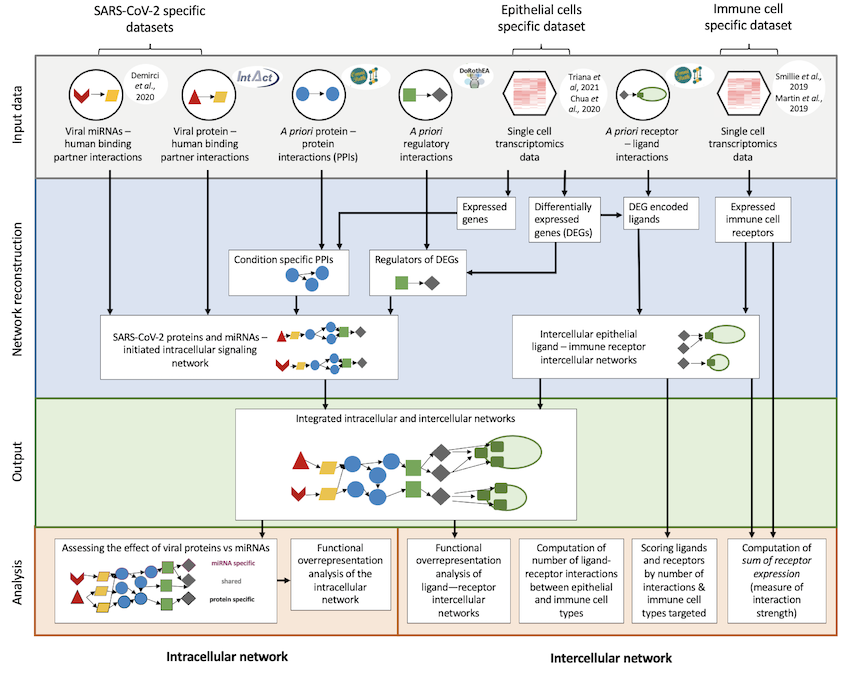 SARS-CoV-2 specific
datasets
Epithelial cells
specific dataset
Immune cell
specific dataset
Input data
Demirci
et al.,
2020
IntAct
DoRothEA
Triana et
al, 2021
Chua et
al., 2020
Smillie et al.,
2019
Martin et al.,
2019
Viral miRNAs –
human binding
partner interactions
Viral protein –
human binding
partner interactions
A priori protein –
protein
interactions (PPIs)
A priori
regulatory
interactions
Single cell
transcriptomics
data
A priori receptor
– ligand
interactions
Single cell
transcriptomics
data
Network reconstruction
Expressed
genes
Differentially
expressed
genes (DEGs)
DEG encoded
ligands
Expressed
immune cell
receptors
Condition specific PPIs
Regulators of DEGs
SARS-CoV-2 proteins and miRNAs –
initiated intracellular signaling
network
Intercellular epithelial
ligand – immune receptor
intercellular networks
Output
Integrated intracellular and intercellular networks
Analysis
Assessing the effect of viral proteins vs miRNAs
miRNA specific
shared
protein specific
Functional
overrepresentation
analysis of the
intracellular
network
Functional
overrepresentation
analysis of
ligand—receptor
intercellular
networks
Computation of
number of ligand-
receptor interactions
between epithelial
and immune cell
types
Scoring ligands
and receptors
by number of
interactions &
immune cell
types targeted
Computation of
sum of receptor
expression
(measure of
interaction
strength)
Intracellular network
Intercellular network